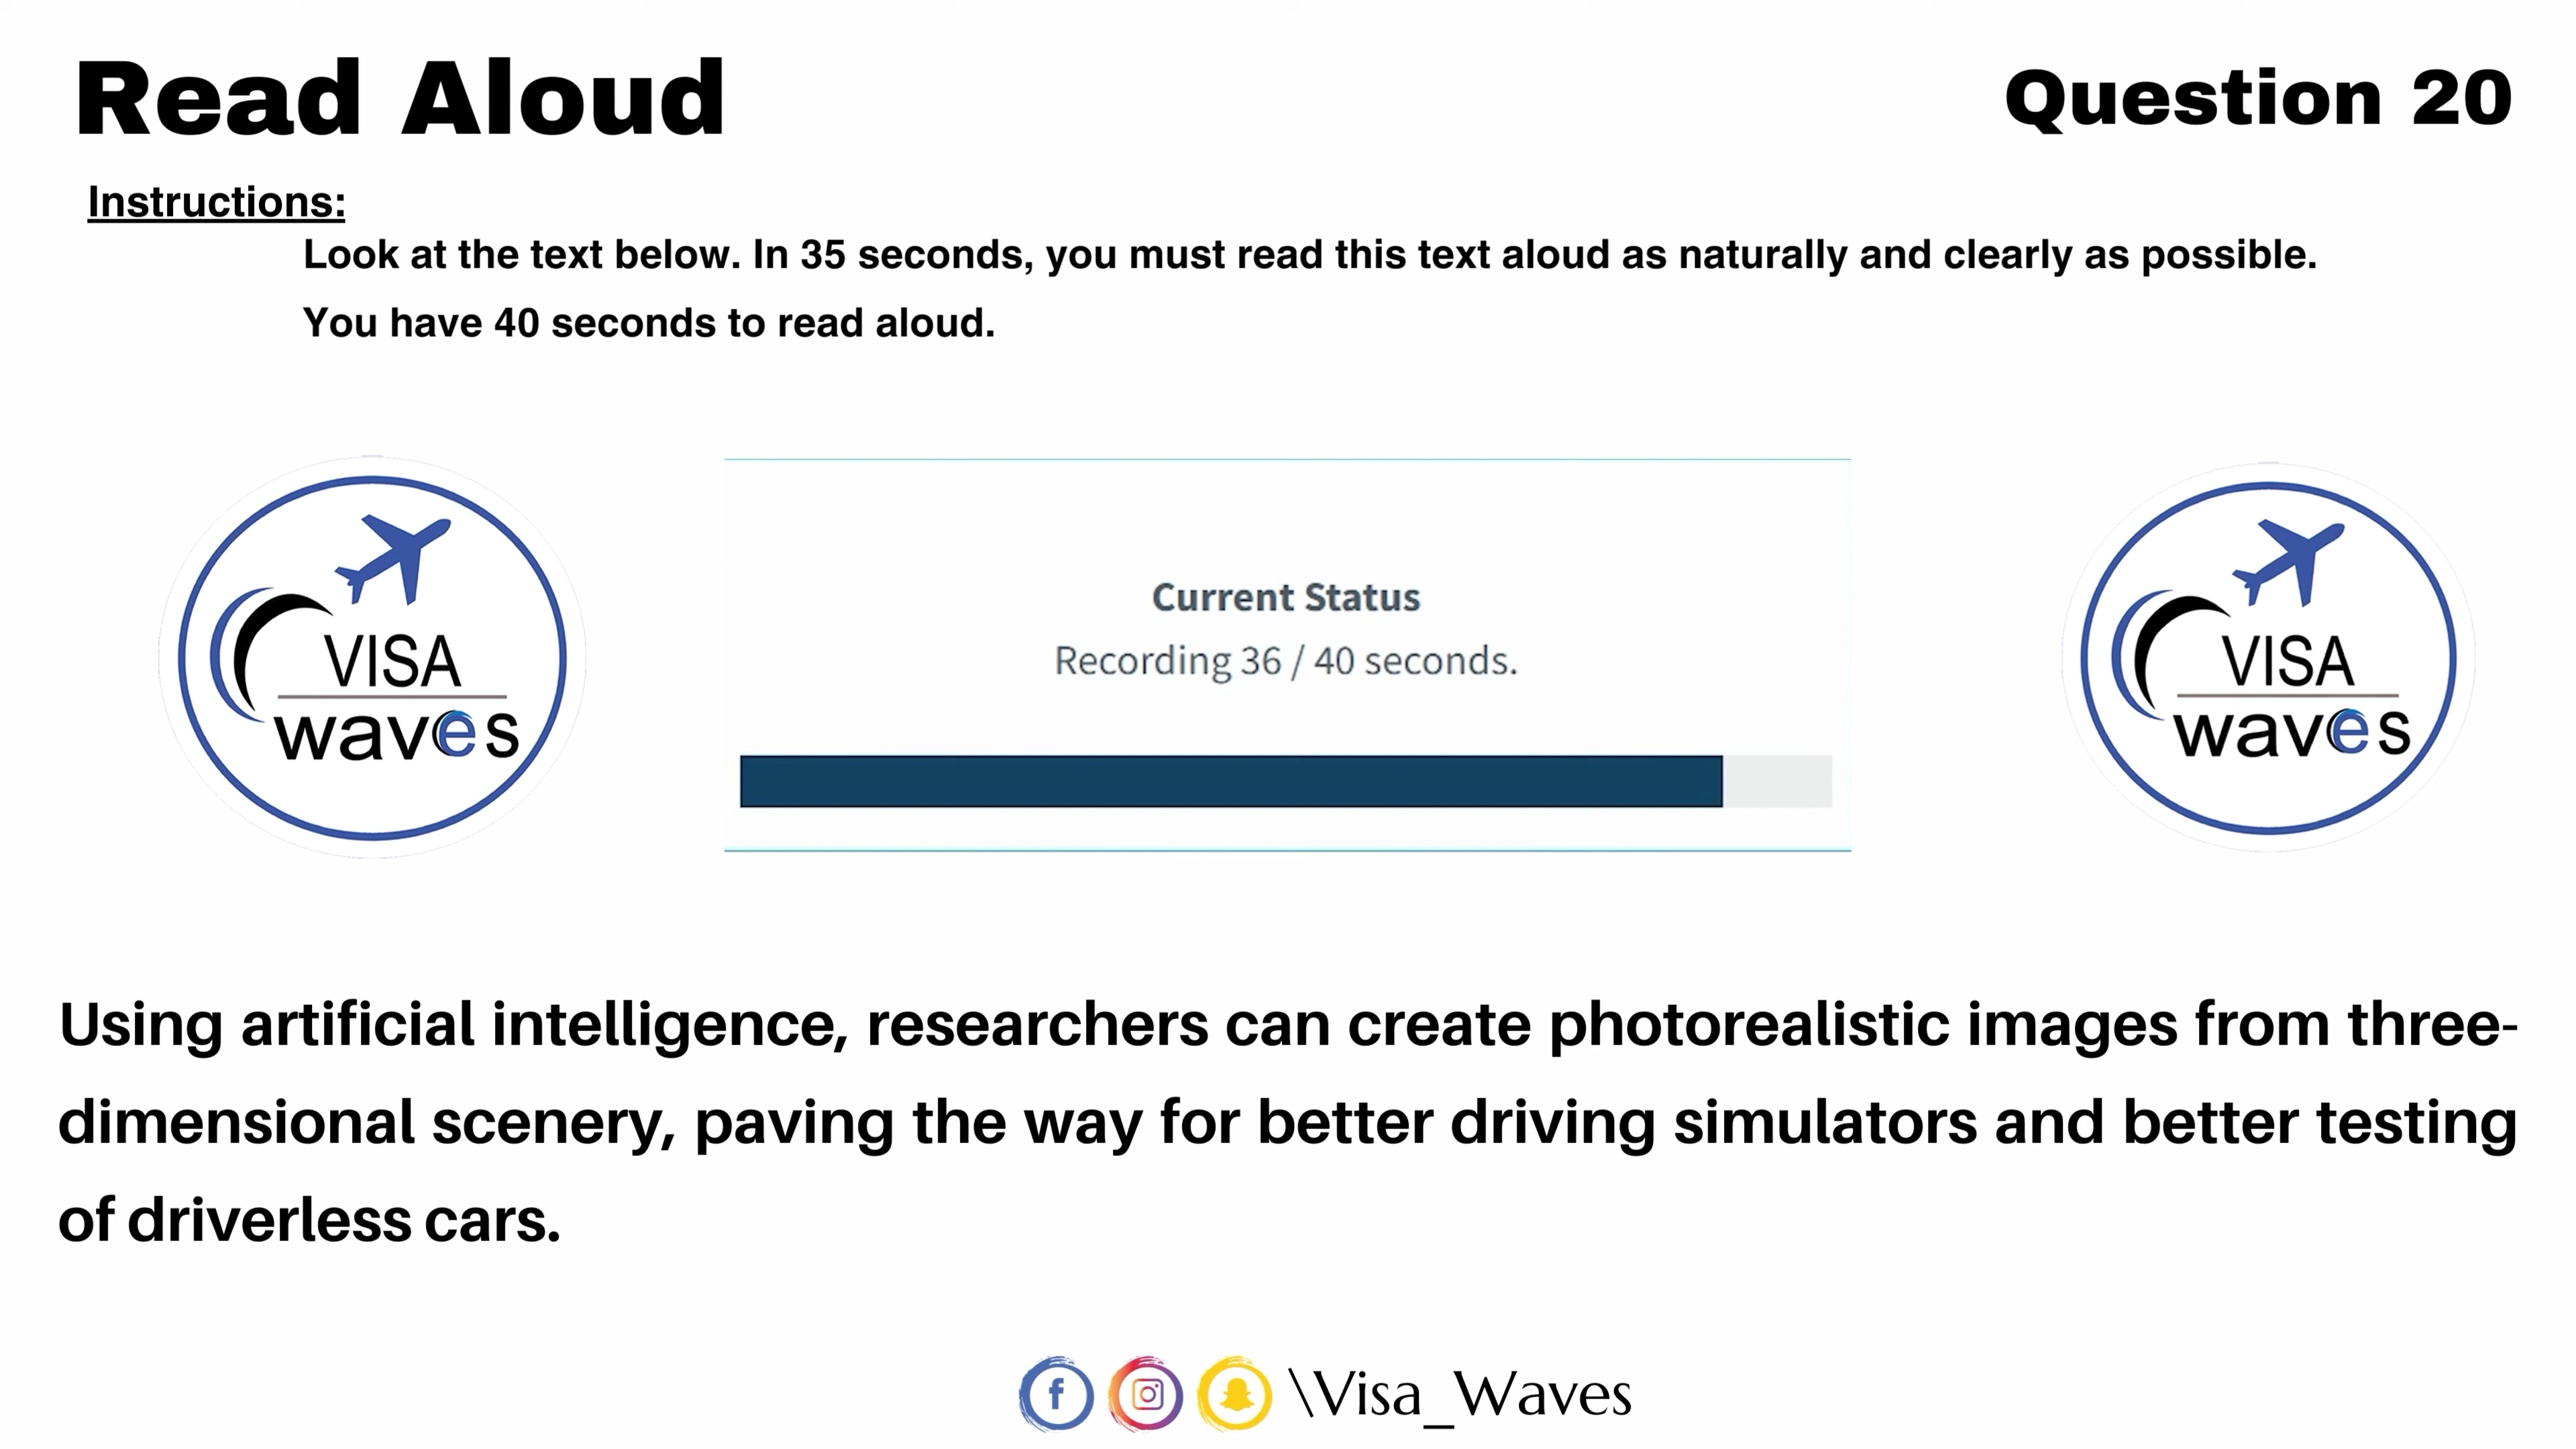 Read Aloud
Question 20
Instructions:
Look at the text below. In 35 seconds, you must read this text aloud as naturally and clearly as possible.
You have 40 seconds to read aloud.
VISA
waves
Current Status
Recording 36 / 40 seconds.
VISA
waves
Using artificial intelligence, researchers can create photorealistic images from three-
dimensional scenery, paving the way for better driving simulators and better testing
of driverless cars.
\Visa_Waves